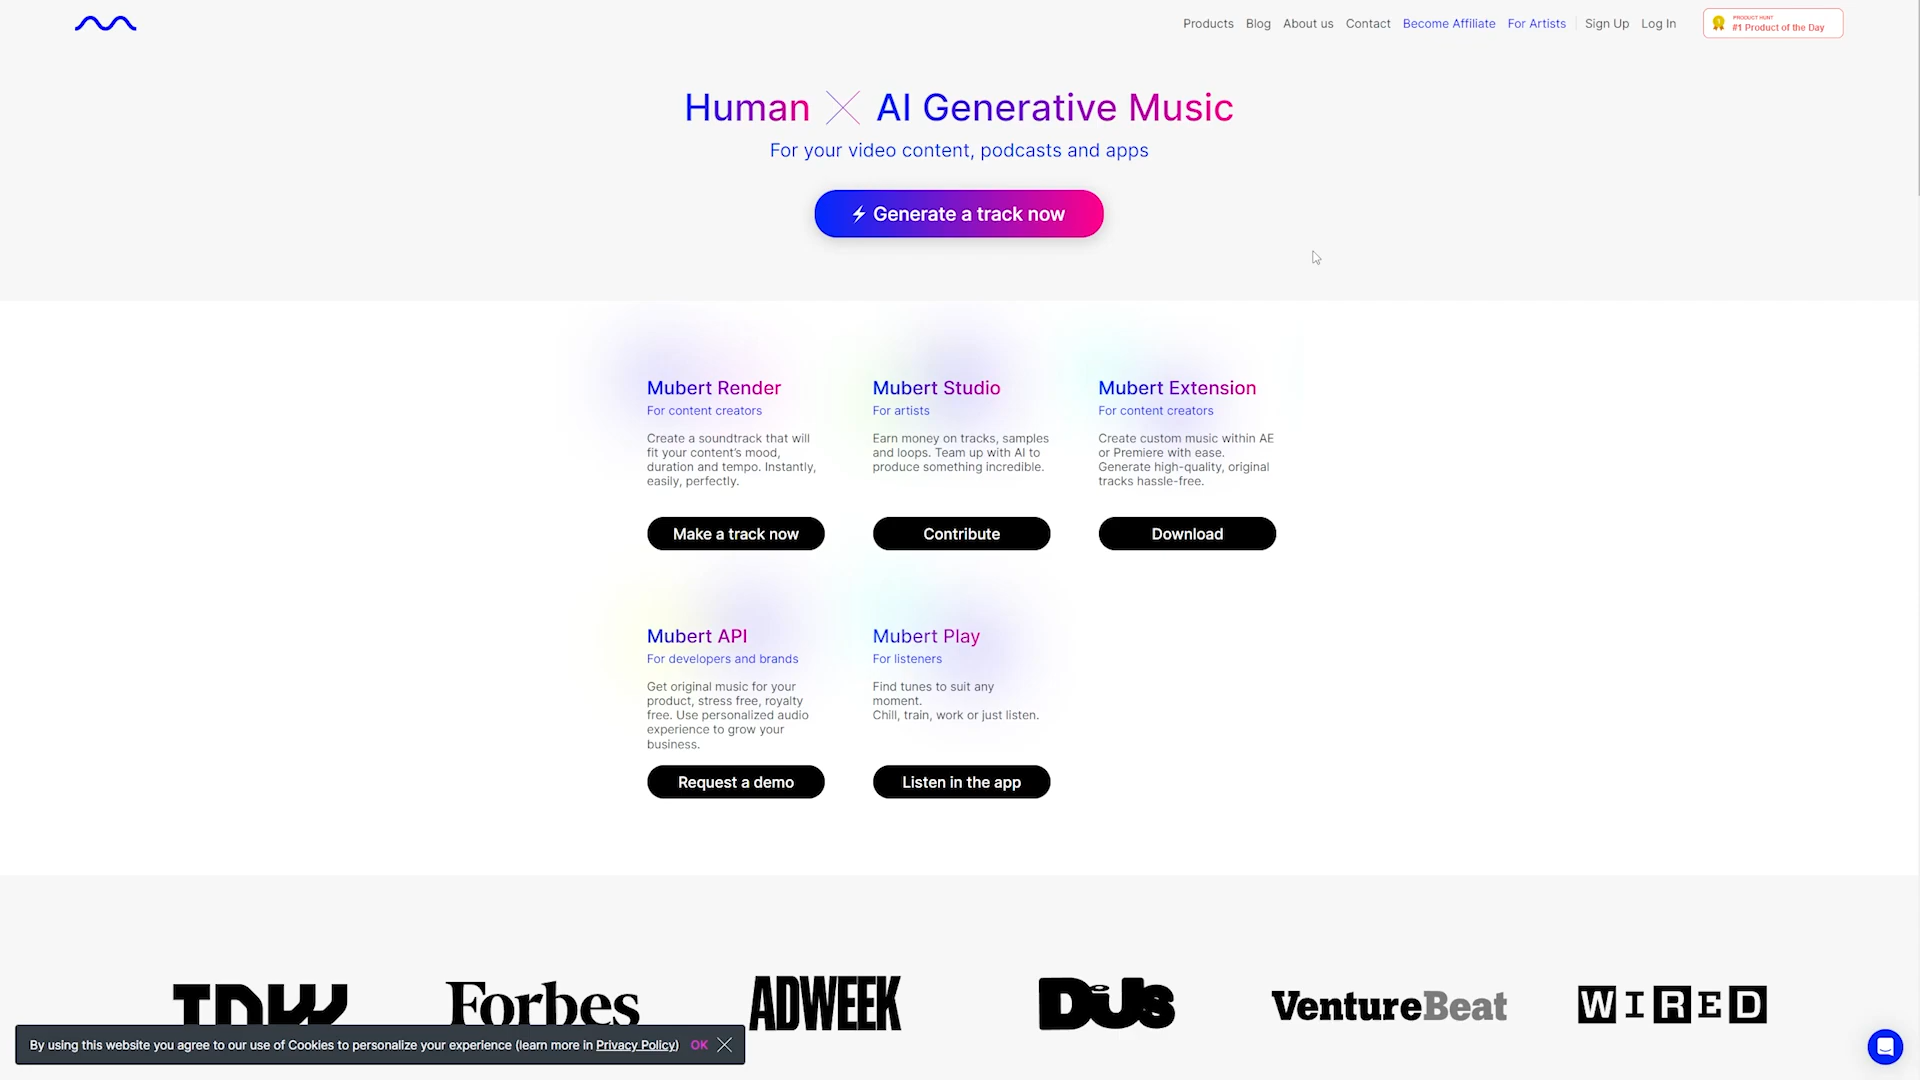 Products Blog About us Contact Become Affiliate For Artists Sign Up Log In
PRODUCT HUNT
#1 Product of the Day
Human AI Generative Music
For your video content, podcasts and apps
Generate a track now
Mubert Render
For content creators
Create a soundtrack that will
fit your content's mood,
duration and tempo. Instantly,
easily, perfectly.
Make a track now
Mubert Studio
For artists
Earn money on tracks, samples
and loops. Team up with AI to
produce something incredible.
Contribute
Mubert Extension
For content creators
Create custom music within AE
or Premiere with ease.
Generate high-quality, original
tracks hassle-free.
Download
Mubert API
For developers and brands
Get original music for your
product, stress free, royalty
free. Use personalized audio
experience to grow your
business.
Request a demo
Mubert Play
For listeners
Find tunes to suit any
moment.
Chill, train, work or just listen.
Listen in the app
Forbes ADWEEK VentureBeat WIRED
By using this website you agree to our use of Cookies to personalize your experience (learn more in Privacy Policy) OK